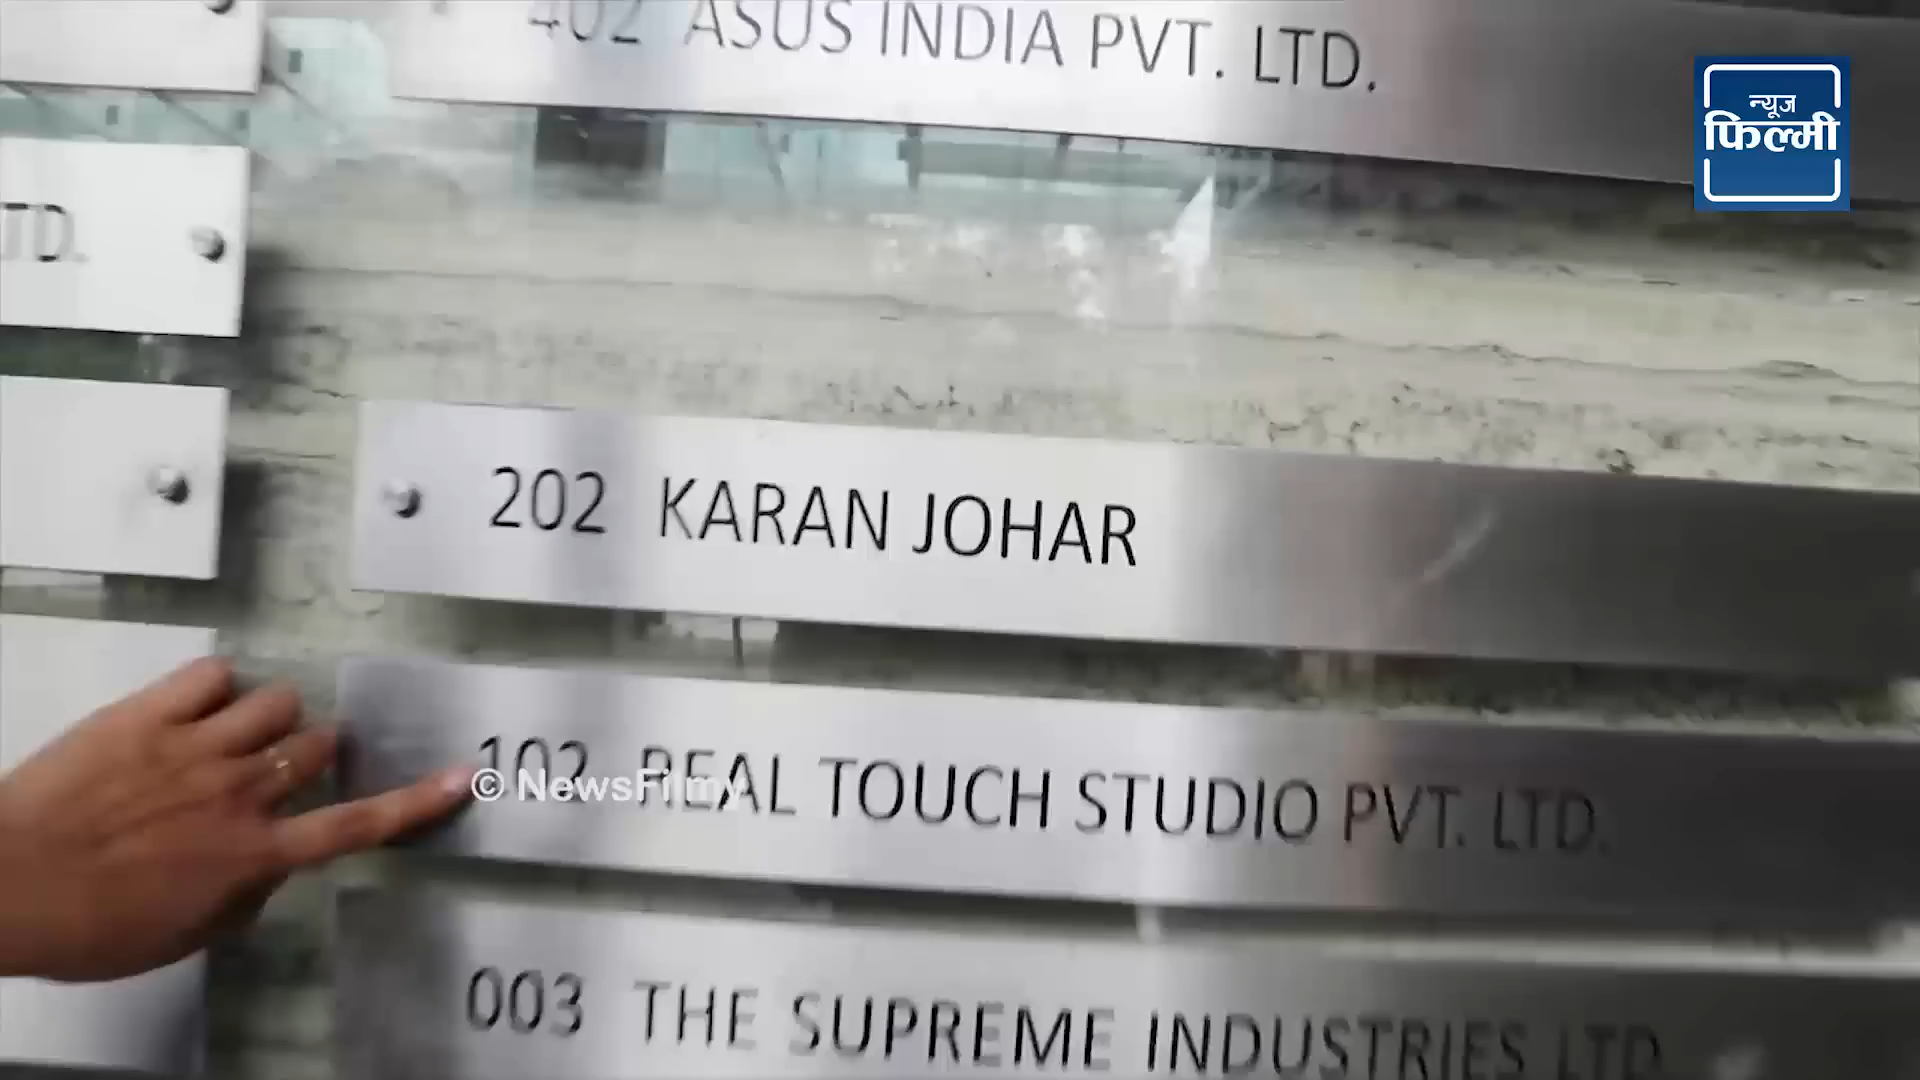 402 ASUS INDIA PVT. LTD.
न्यूज
फिल्मी
TD.
202 KARAN JOHAR
102 REAL TOUCH STUDIO PVT. LTD.
© NewsFilmy
003 THE SUPREME INDUSTRIES LTD